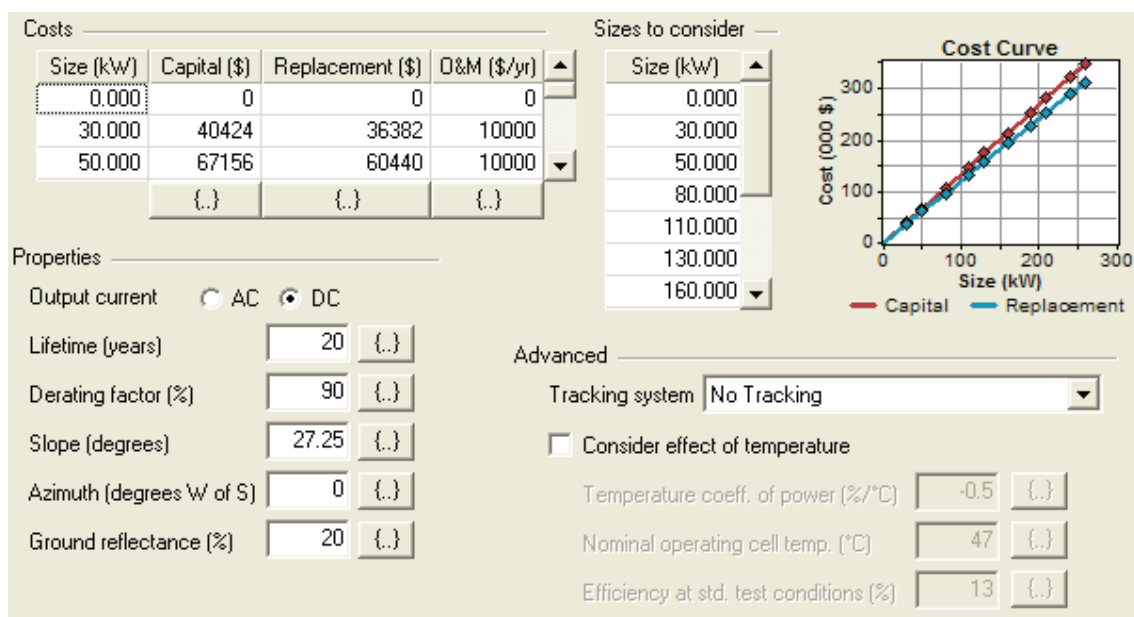 Costs
Size (kW) Capital ($) Replacement ($) O&M ($/yr)
0.000 0 0 0
30.000 40424 36382 10000
50.000 67156 60440 10000
{..} {..} {..}
Sizes to consider
Size (kW)
0.000
30.000
50.000
80.000
110.000
130.000
160.000
Cost Curve
Cost (000 $)
300
200
100
0
0 100 200 300
Size (kW)
Capital Replacement
Properties
Output current AC DC
Lifetime (years) 20 {..}
Derating factor (%) 90 {..}
Slope (degrees) 27.25 {..}
Azimuth (degrees W of S) 0 {..}
Ground reflectance (%) 20 {..}
Advanced
Tracking system No Tracking
Consider effect of temperature
Temperature coeff. of power (%/°C) -0.5 {..}
Nominal operating cell temp. (°C) 47 {..}
Efficiency at std. test conditions (%) 13 {..}